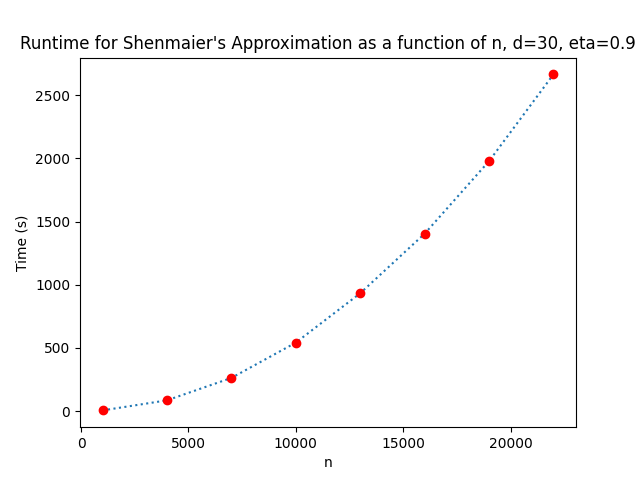 Runtime for Shenmaier's Approximation as a function of n, d=30, eta=0.9
2500
2000
1500
1000
500
0
Time (s)
0 5000 10000 15000 20000
n